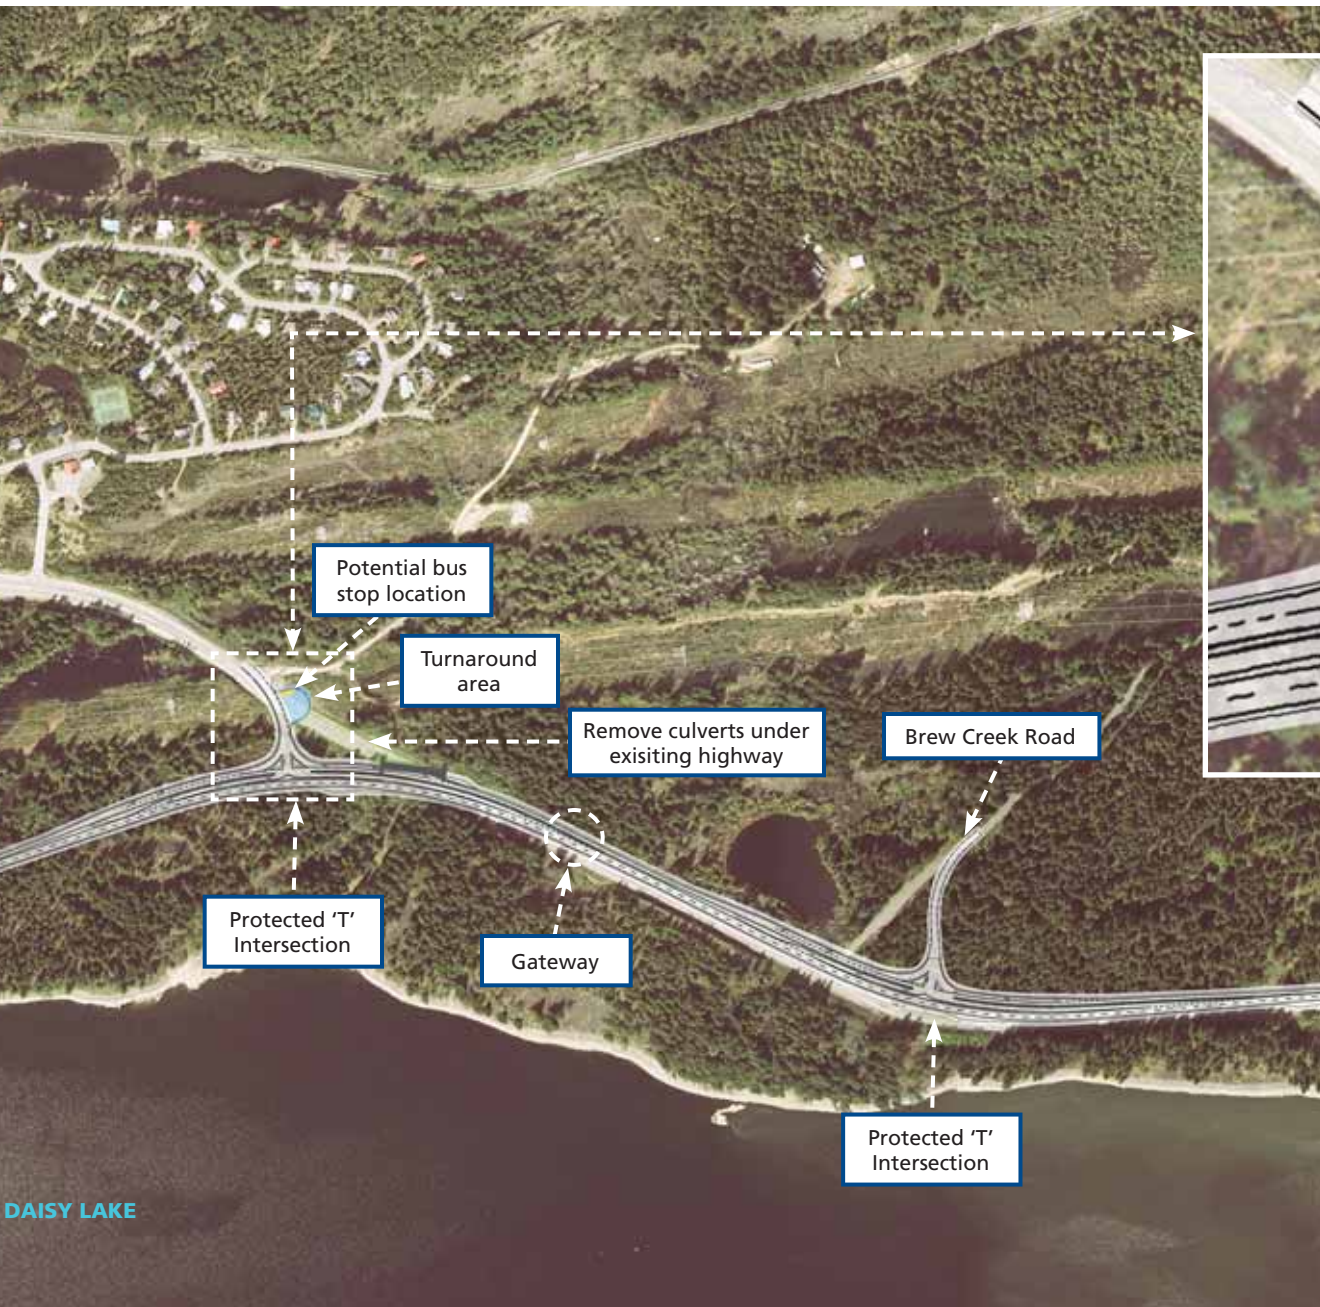 Potential bus
stop location
Turnaround
area
Remove culverts under
exisiting highway
Brew Creek Road
Protected ‘T’
Intersection
Gateway
Protected ‘T’
Intersection
DAISY LAKE